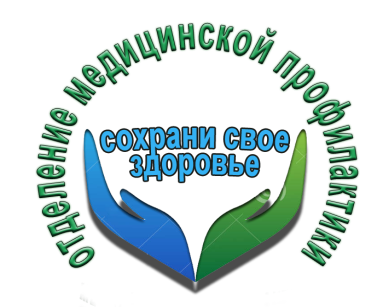 отделение медицинской профилактики
сохрани свое
здоровье